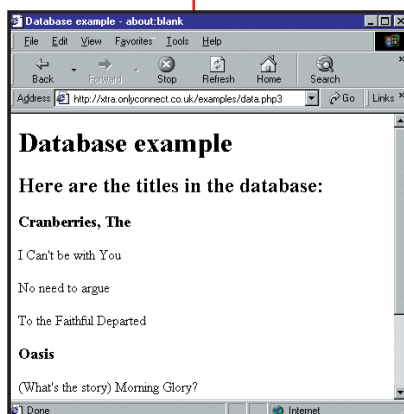 Database example - about:blank
File Edit View Favorites Tools Help
Back Forward Stop Refresh Home Search »
Address http://xtra.onlyconnect.co.uk/examples/data.php3 Go Links »
Database example
Here are the titles in the database:
Cranberries, The
I Can't be with You
No need to argue
To the Faithful Departed
Oasis
(What's the story) Morning Glory?
Done Internet